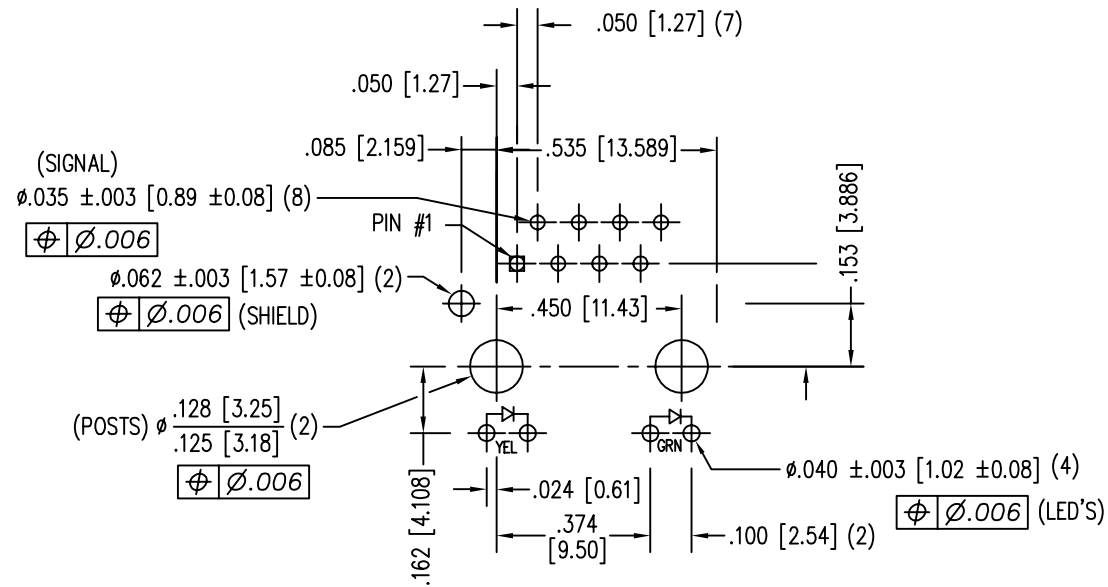 .050 [1.27] (7)
.050 [1.27]
.085 [2.159]
.535 [13.589]
(SIGNAL)
ø.035 ±.003 [0.89 ±0.08] (8)
⌖ Ø.006
PIN #1
.153 [3.886]
ø.062 ±.003 [1.57 ±0.08] (2)
⌖ Ø.006 (SHIELD)
.450 [11.43]
(POSTS) ø .128 [3.25] (2)
.125 [3.18]
⌖ Ø.006
YEL
GRN
.162 [4.108]
.024 [0.61]
.374
[9.50]
.100 [2.54] (2)
ø.040 ±.003 [1.02 ±0.08] (4)
⌖ Ø.006 (LED'S)